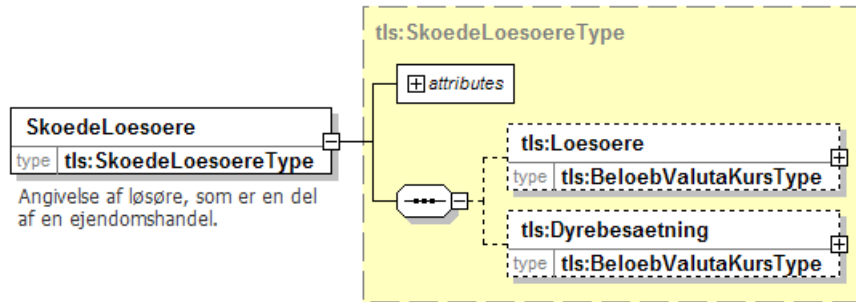 tls:SkoedeLoesoereType
attributes
SkoedeLoesoere
type tls:SkoedeLoesoereType
Angivelse af løsøre, som er en del
af en ejendomshandel.
tls:Loesoere
type tls:BeloebValutaKursType
tls:Dyrebesaetning
type tls:BeloebValutaKursType